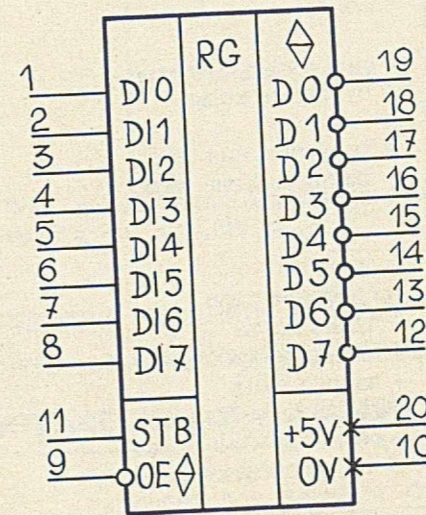 RG
1 DI0 D0 19
2 DI1 D1 18
3 DI2 D2 17
4 DI3 D3 16
5 DI4 D4 15
6 DI5 D5 14
7 DI6 D6 13
8 DI7 D7 12
11 STB +5V 20
9 OE 0V 10